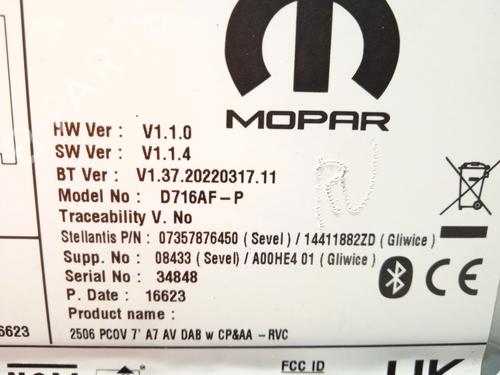 MOPAR
HW Ver : V1.1.0
SW Ver : V1.1.4
BT Ver : V1.37.20220317.11
Model No : D716AF-P
Traceability V. No
Stellantis P/N : 07357876450 ( Sevel ) / 14411882ZD ( Gliwice )
Supp. No : 08433 ( Sevel/ A00HE4 01 ( Gliwice )
Serial No : 34848
P. Date : 16623
Product name :
2506 PCOV 7' A7 AV DAB w CP&AA -RVC
6623
FCC ID